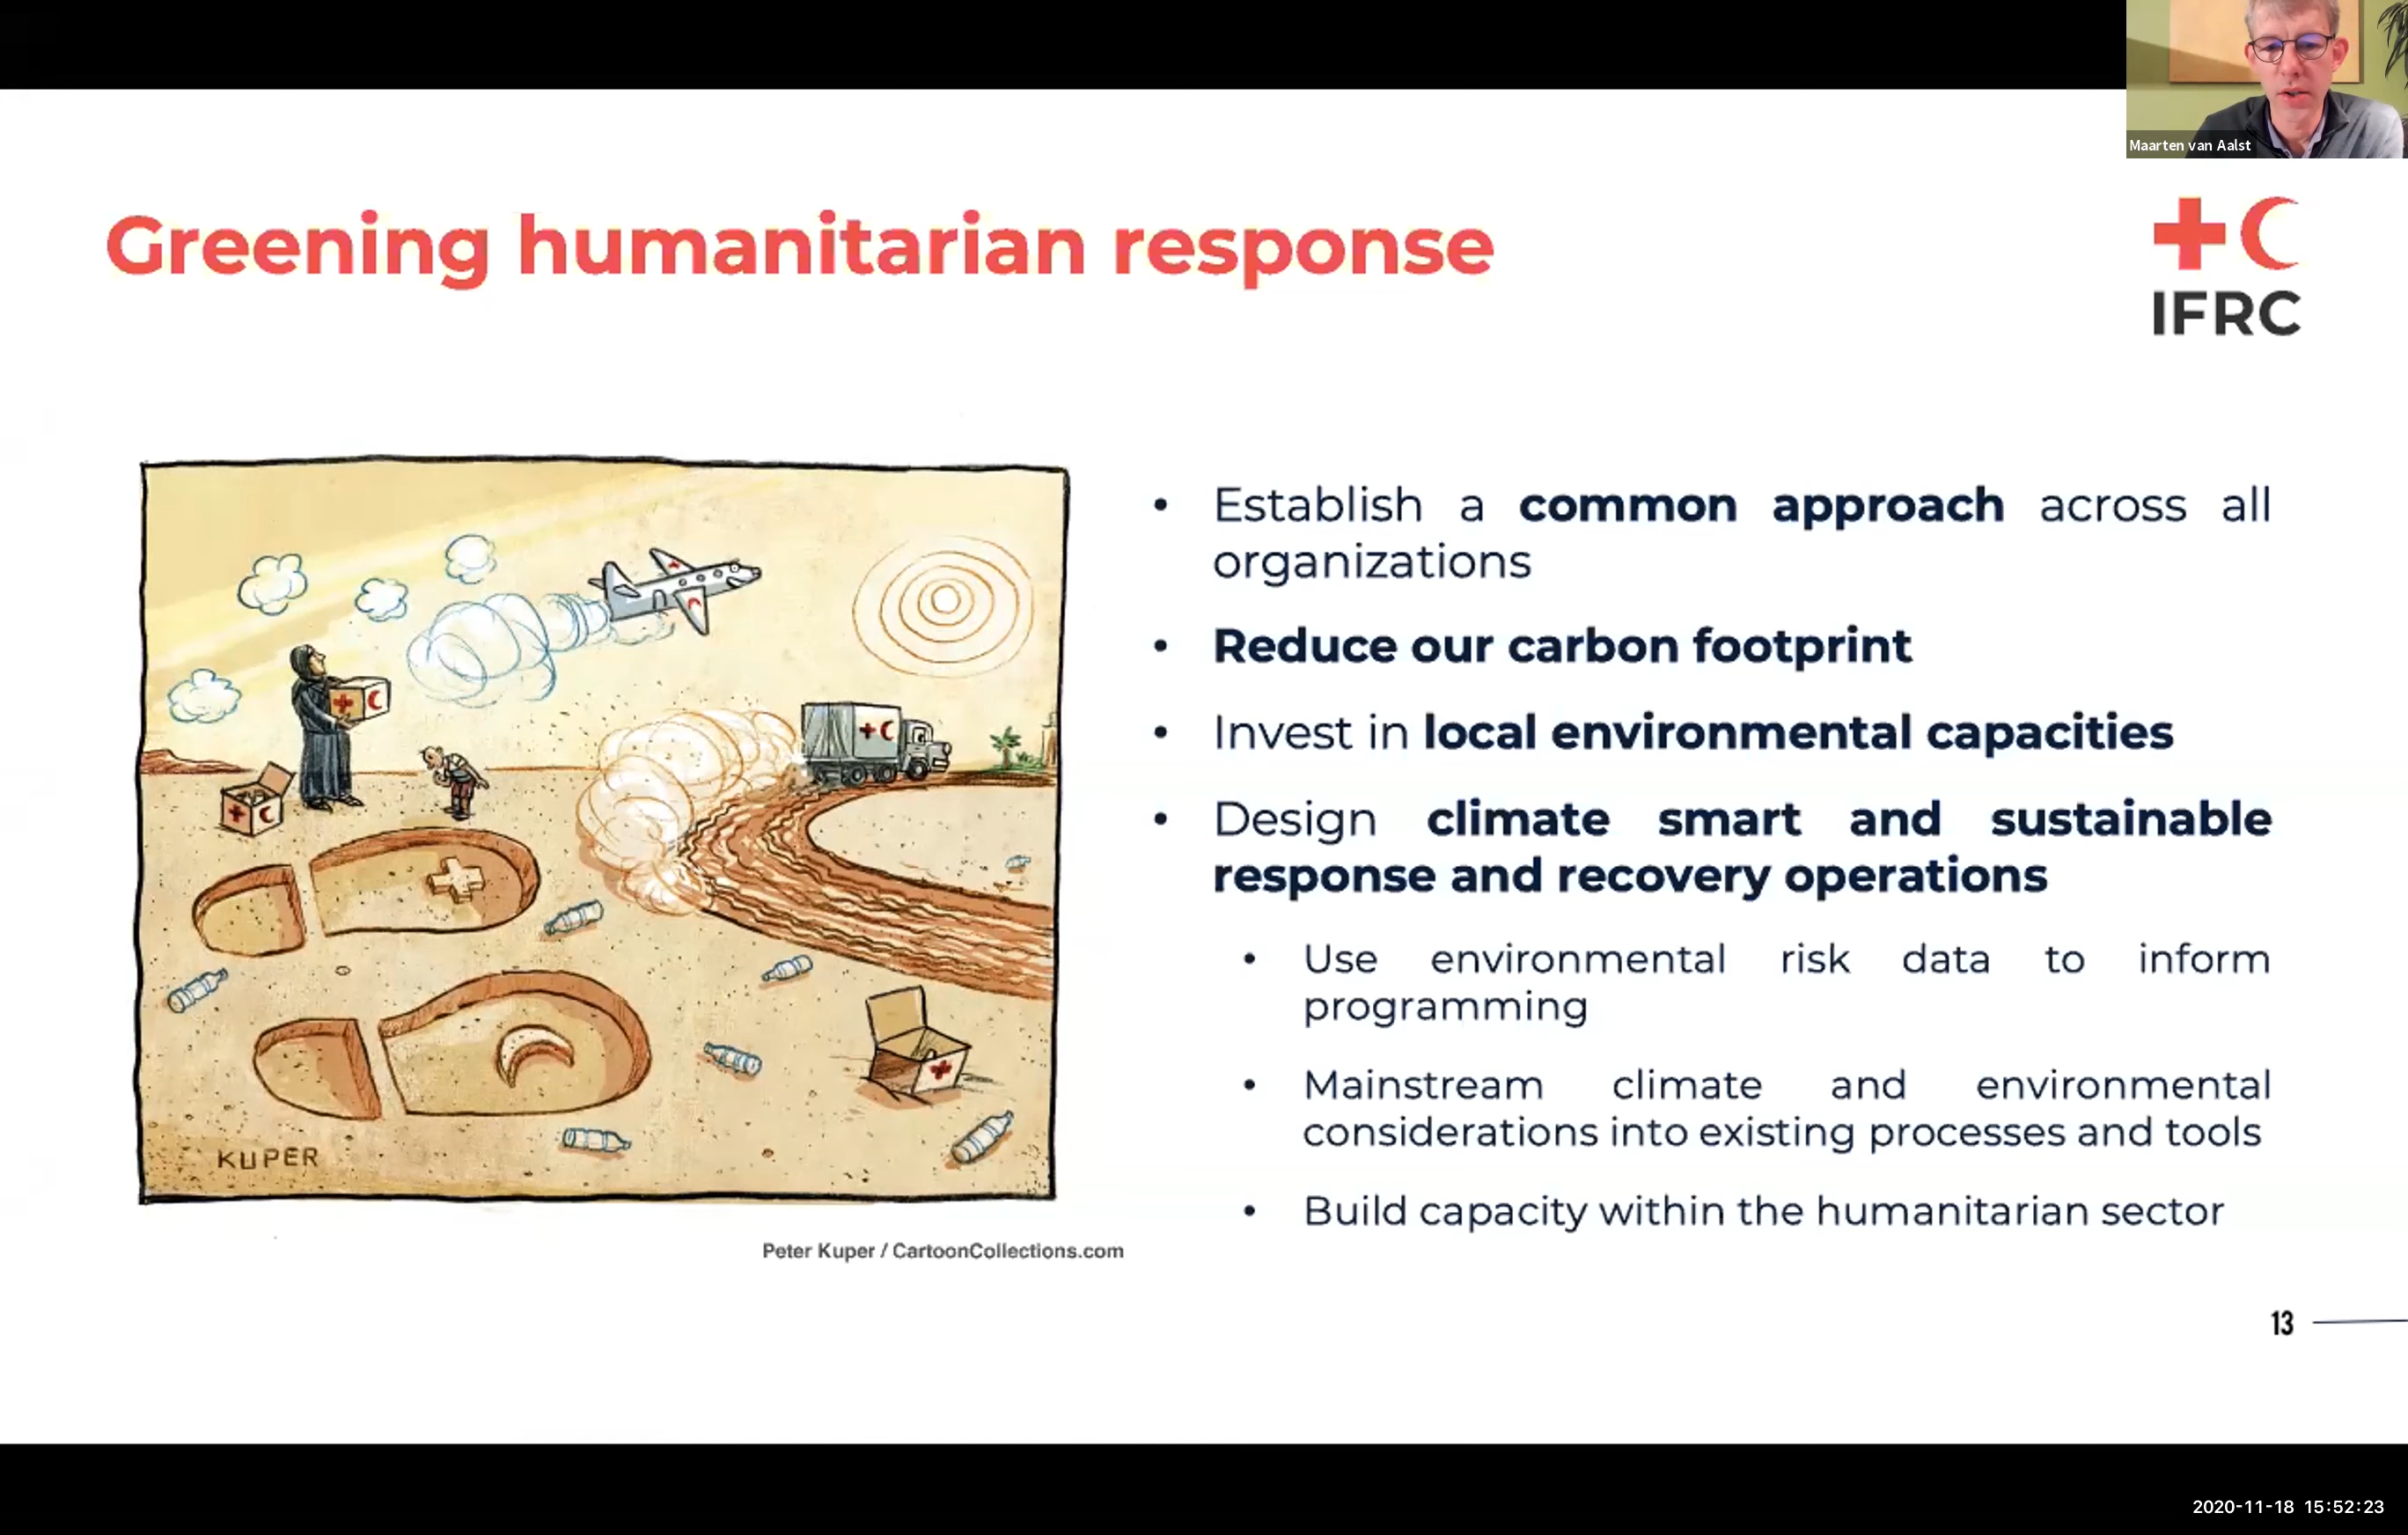 Maarten van Aalst
Greening humanitarian response
IFRC
• Establish a common approach across all
organizations
• Reduce our carbon footprint
• Invest in local environmental capacities
• Design climate smart and sustainable
response and recovery operations
• Use environmental risk data to inform
programming
• Mainstream climate and environmental
considerations into existing processes and tools
• Build capacity within the humanitarian sector
KUPER
Peter Kuper / CartoonCollections.com
13
2020-11-18 15:52:23